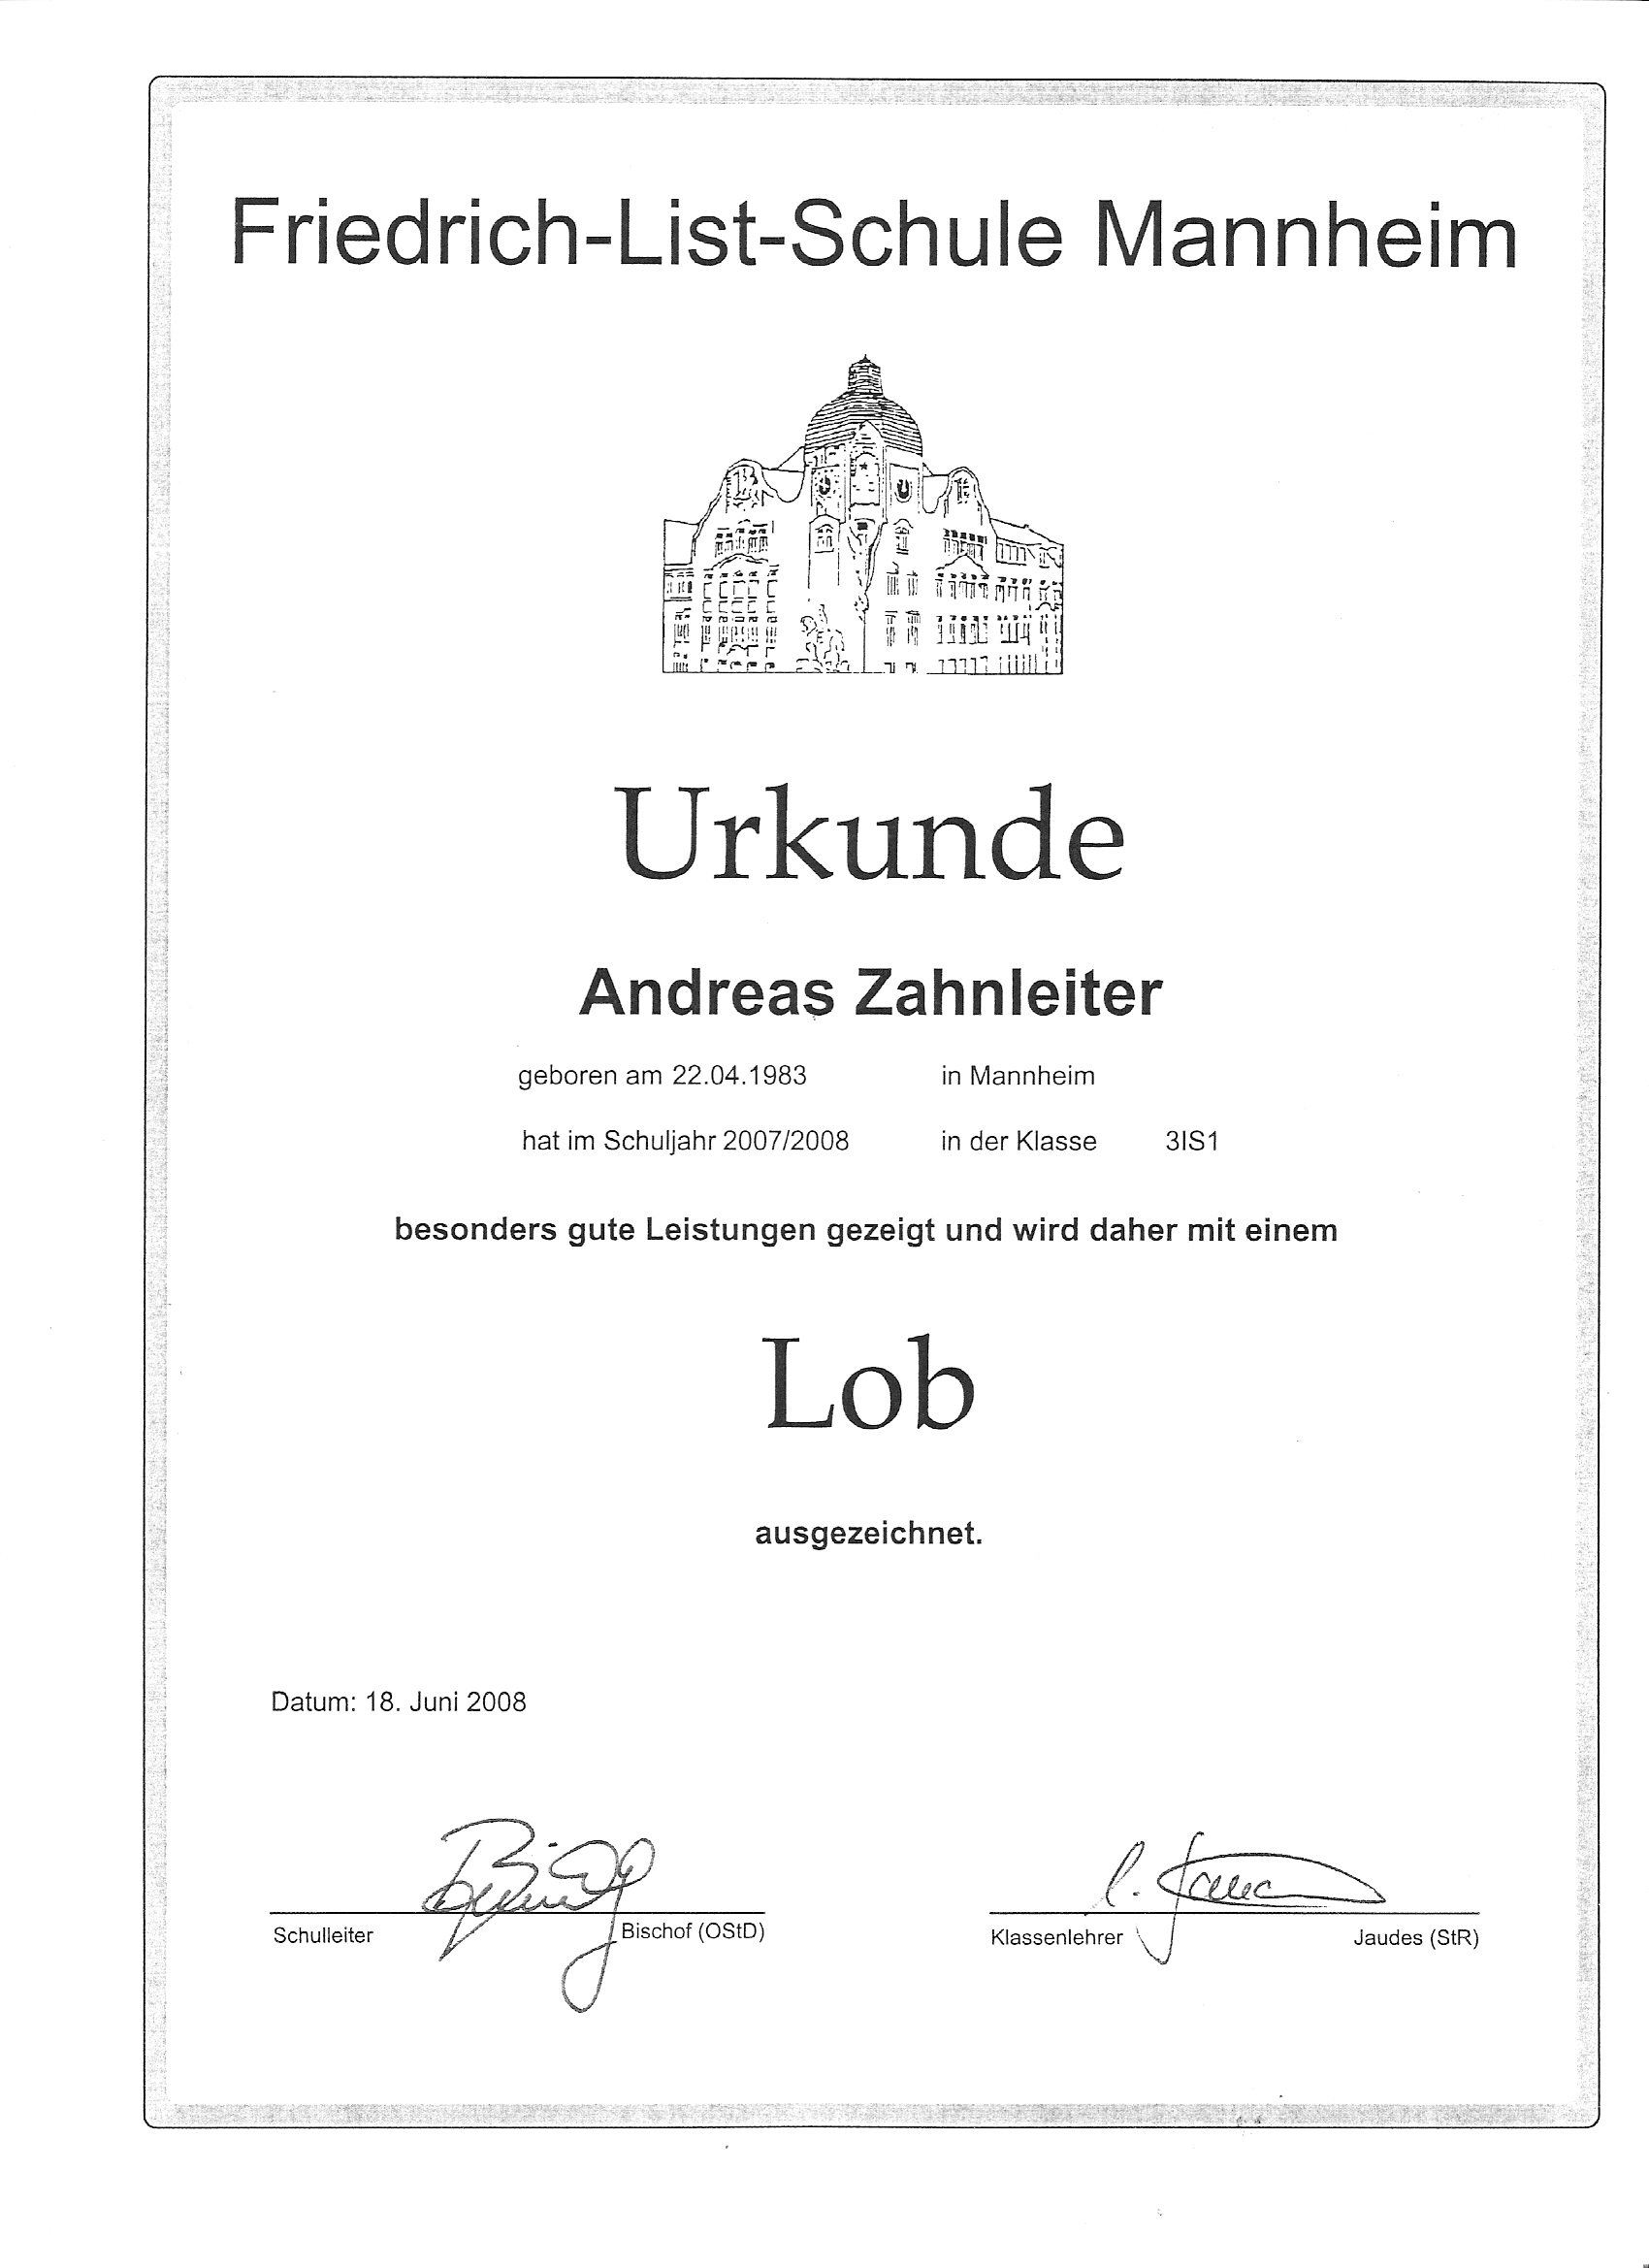 Friedrich-List-Schule Mannheim
Urkunde
Andreas Zahnleiter
geboren am 22.04.1983 in Mannheim
hat im Schuljahr 2007/2008 in der Klasse 3IS1
besonders gute Leistungen gezeigt und wird daher mit einem
Lob
ausgezeichnet.
Datum: 18. Juni 2008
Schulleiter Bischof (OStD) Klassenlehrer Jaudes (StR)